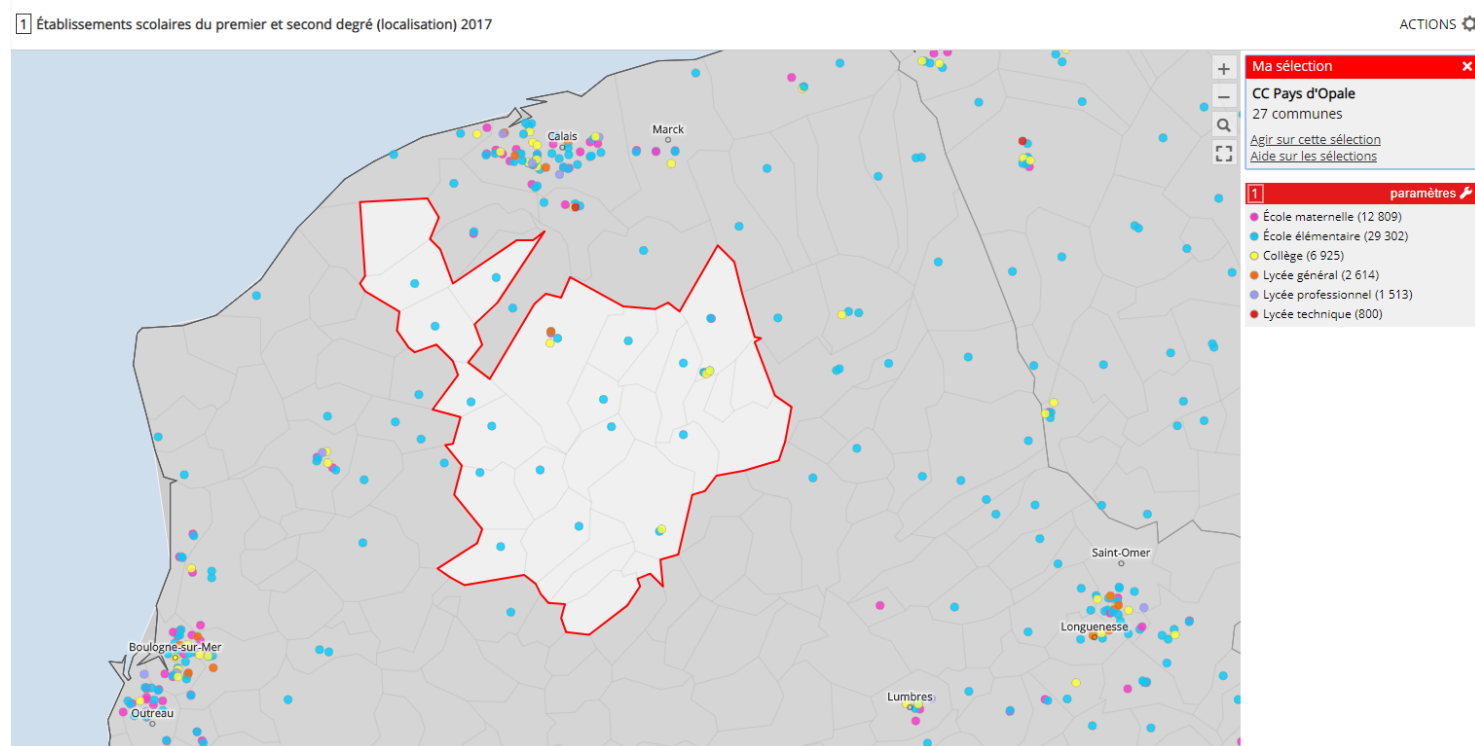 1 Établissements scolaires du premier et second degré (localisation) 2017
ACTIONS
Ma sélection
CC Pays d'Opale
27 communes
Agir sur cette sélection
Aide sur les sélections
1 paramètres
École maternelle (12 809)
École élémentaire (29 302)
Collège (6 925)
Lycée général (2 614)
Lycée professionnel (1 513)
Lycée technique (800)
Calais
Marck
Saint-Omer
Longuenesse
Boulogne-sur-Mer
Lumbres
Outreau